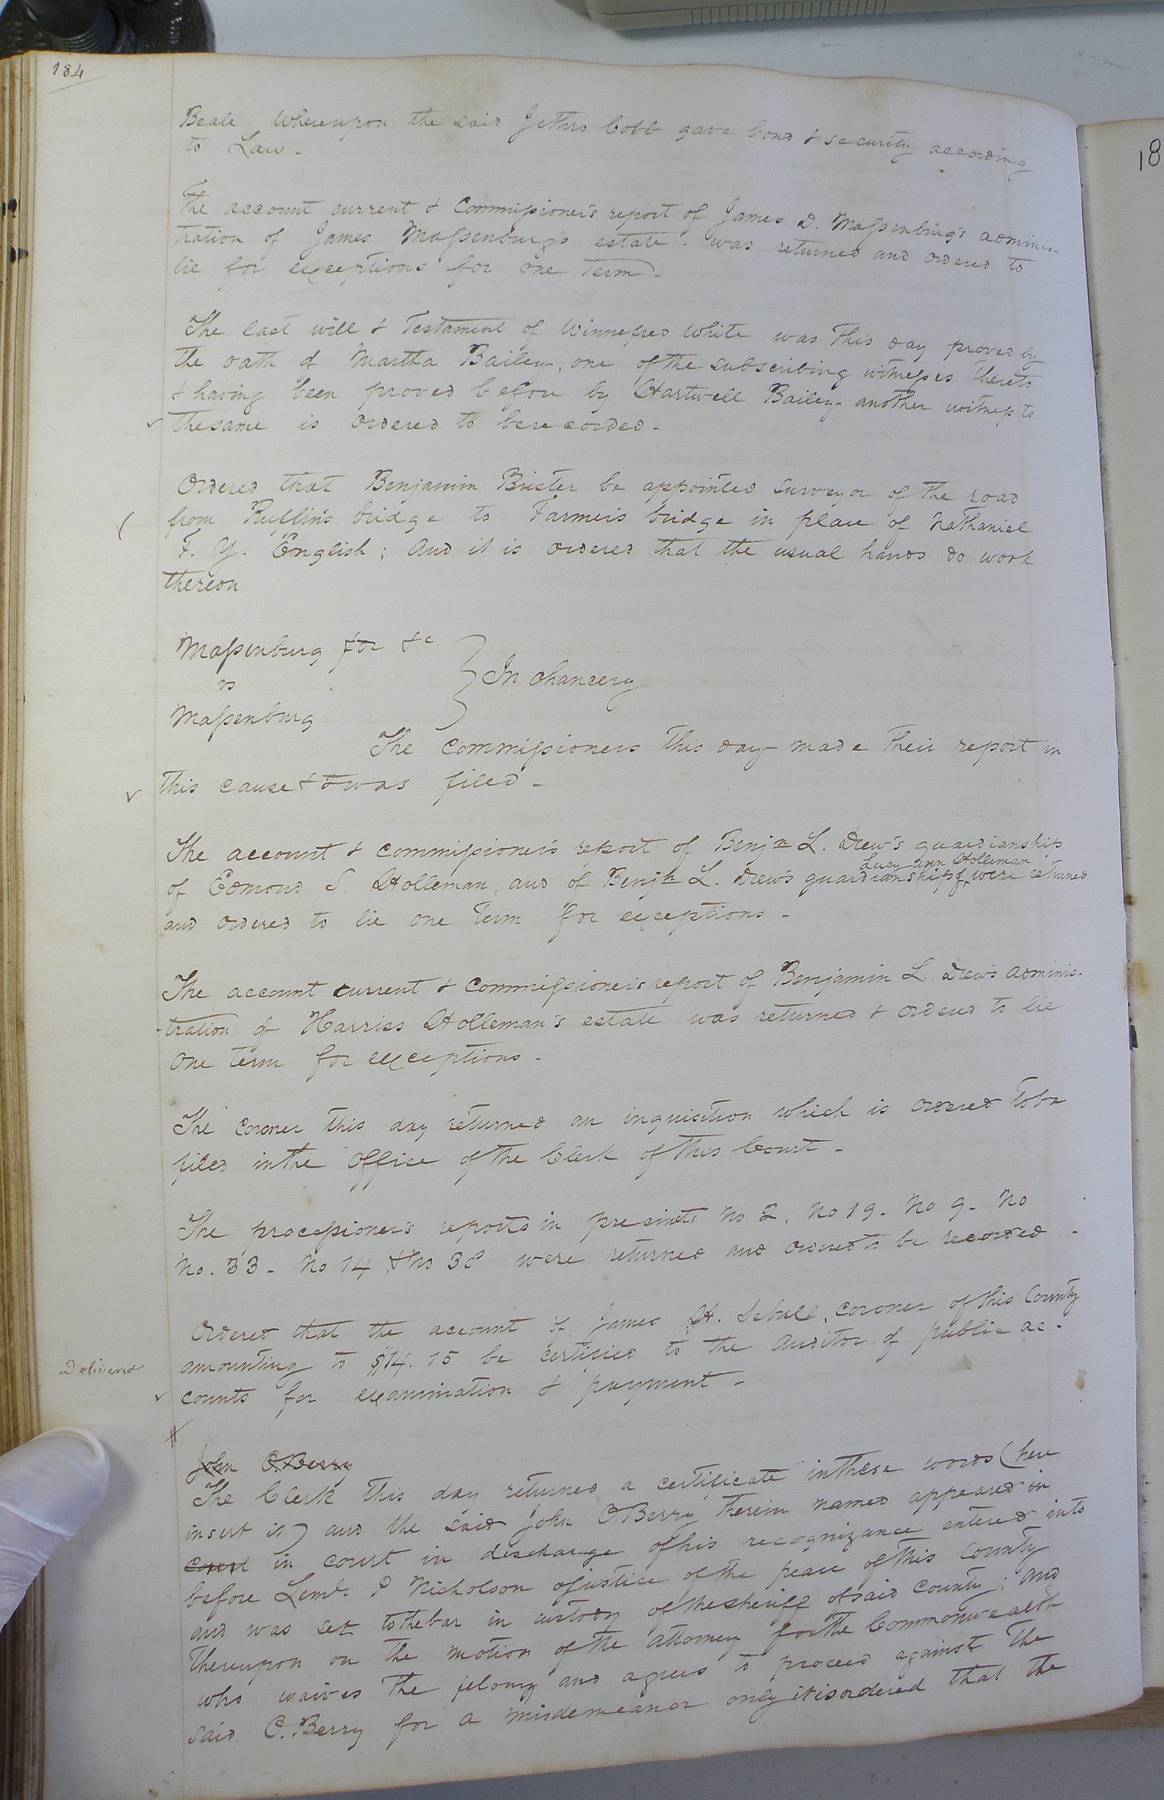 184
18
Beale. Whereupon the said Jethro Cobb gave bond & security according
to Law.
The account current & Commissioner's report of James D. Massenburg's adminis-
tration of James Massenburg's estate. was returned and ordered to
lie for exceptions for one Term.
The last will & Testament of Winnefred White was this day proved by
the oath of Martha Bailey, one of the subscribing witnesses thereto
& having been proved before by Hartwell Bailey another witness to
the same is ordered to be recorded.
Ordered that Benjamin Brister be appointed surveyor of the road
from Ruffin's bridge to Farmer's bridge in place of Nathaniel
F. Y. English; And it is ordered that the usual hands do work
thereon
Massenburg for &c
vs
In chancery
Massenburg
The commissioners this day made their report in
this cause & it was filed.
The account & commissioner's report of Benja L. Drew's guardianship
Lucy Ann Holleman
of Edmond S. Holleman, and of Benja L. Drew's guardianship of were returned
and ordered to lie one term for exceptions.
The account current & Commissioner's report of Benjamin L Drew's adminis-
tration of Harriss Holleman's estate was returned & ordered to lie
one term for exceptions.
The coroner this day returned an inquisition which is ordered to be
filed in the office of the Clerk of this Court.
The processioner's reports in precincts No 2, No 19. No 9. No
No. 33. No 14 & No 38 were returned and ordered to be recorded.
Ordered that the account of James H. Sebrell, coroner of this County
amounting to $14.15 be certified to the auditor of public ac-
Delivered
counts for examination & payment.
John O.Berry
The Clerk this day returned a certificate in these words (here
insert it) and the said John O.Berry therein named appeared in
court in court in discharge of his recognizance entered into
before Lemł. P Nicholson a justice of the peace of this County
and was set to the bar in custody of the sheriff of said County; and
thereupon on the motion of the attorney for the Commonwealth
who waives the felony and agrees to proceed against the
said O.Berry for a misdemeanor only it is ordered that the